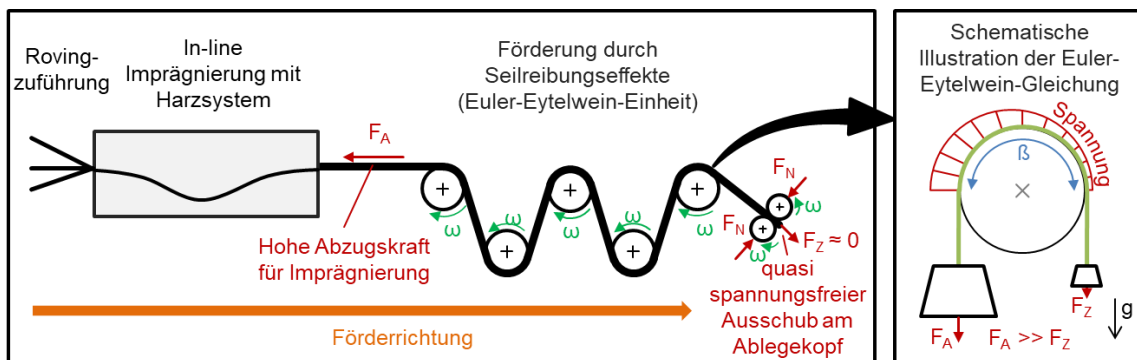 Roving-
zuführung
In-line
Imprägnierung mit
Harzsystem
Förderung durch
Seilreibungseffekte
(Euler-Eytelwein-Einheit)
F_A
Hohe Abzugskraft
für Imprägnierung
ω
ω
ω
ω
ω
F_N
F_N
ω
ω
F_Z ≈ 0
quasi
spannungsfreier
Ausschub am
Ablegekopf
Förderrichtung
Schematische
Illustration der Euler-
Eytelwein-Gleichung
Spannung
ß
F_Z
F_A
F_A >> F_Z
g